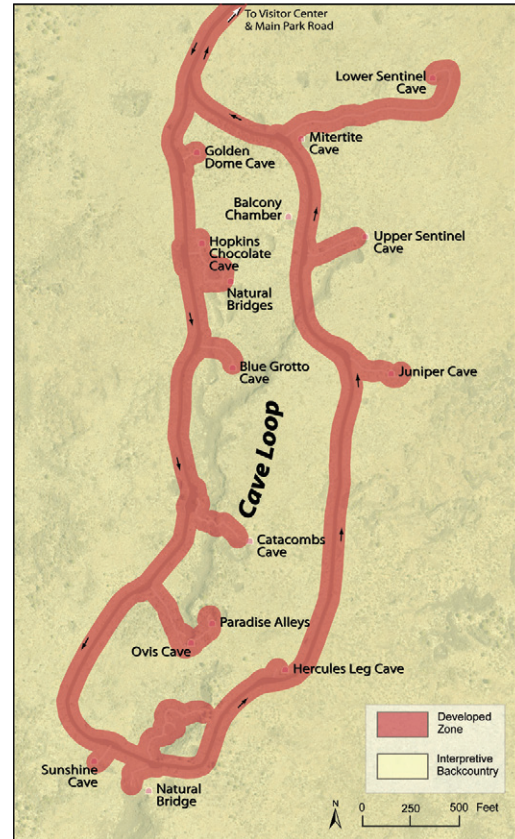 To Visitor Center
& Main Park Road
Lower Sentinel
Cave
Mitertite
Cave
Golden
Dome Cave
Balcony
Chamber
Upper Sentinel
Cave
Hopkins
Chocolate
Cave
Natural
Bridges
Blue Grotto
Cave
Juniper Cave
Cave Loop
Catacombs
Cave
Paradise Alleys
Ovis Cave
Hercules Leg Cave
Sunshine
Cave
Natural
Bridge
Developed
Zone
Interpretive
Backcountry
N
0 250 500 Feet